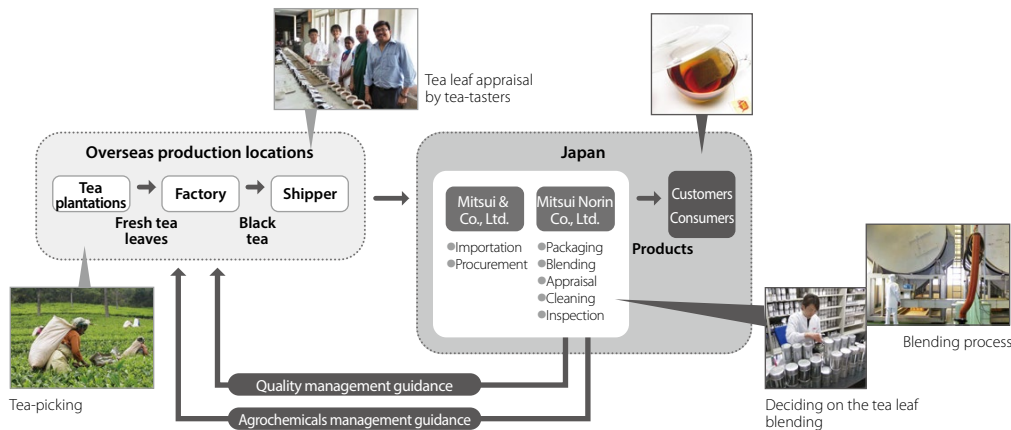 Tea leaf appraisal
by tea-tasters
Overseas production locations
Tea
plantations
Factory
Shipper
Fresh tea
leaves
Black
tea
Japan
Mitsui &
Co., Ltd.
Importation
Procurement
Mitsui Norin
Co., Ltd.
Packaging
Blending
Appraisal
Cleaning
Inspection
Products
Customers
Consumers
Quality management guidance
Agrochemicals management guidance
Tea-picking
Blending process
Deciding on the tea leaf
blending